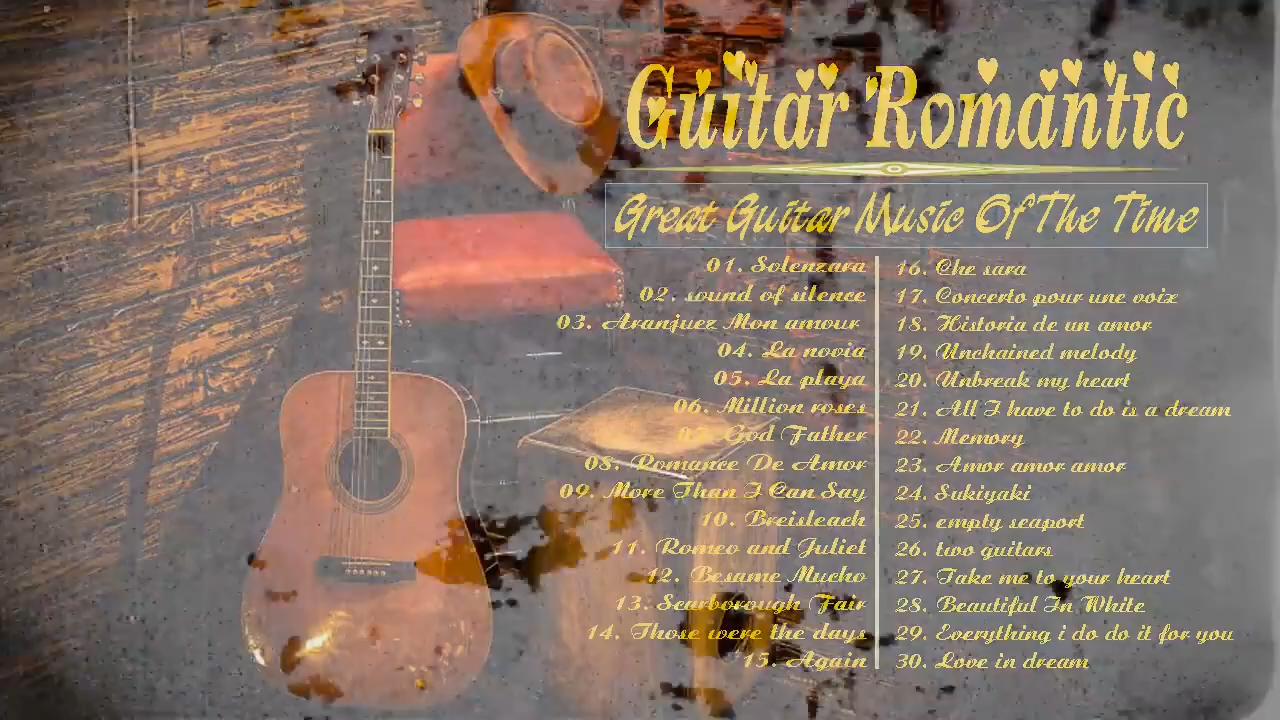 Guitar Romantic
Great Guitar Music Of The Time
01. Solenzara
02. sound of silence
03. Aranjuez Mon amour
04. La novia
05. La playa
06. Million roses
07. God Father
08. Romance De Amor
09. More Than I Can Say
10. Breisleach
11. Romeo and Juliet
12. Besame Mucho
13. Scarborough Fair
14. Those were the days
15. Again
16. Che sara
17. Concerto pour une voix
18. Historia de un amor
19. Unchained melody
20. Unbreak my heart
21. All I have to do is a dream
22. Memory
23. Amor amor amor
24. Sukiyaki
25. empty seaport
26. two guitars
27. Take me to your heart
28. Beautiful In White
29. Everything i do do it for you
30. Love in dream